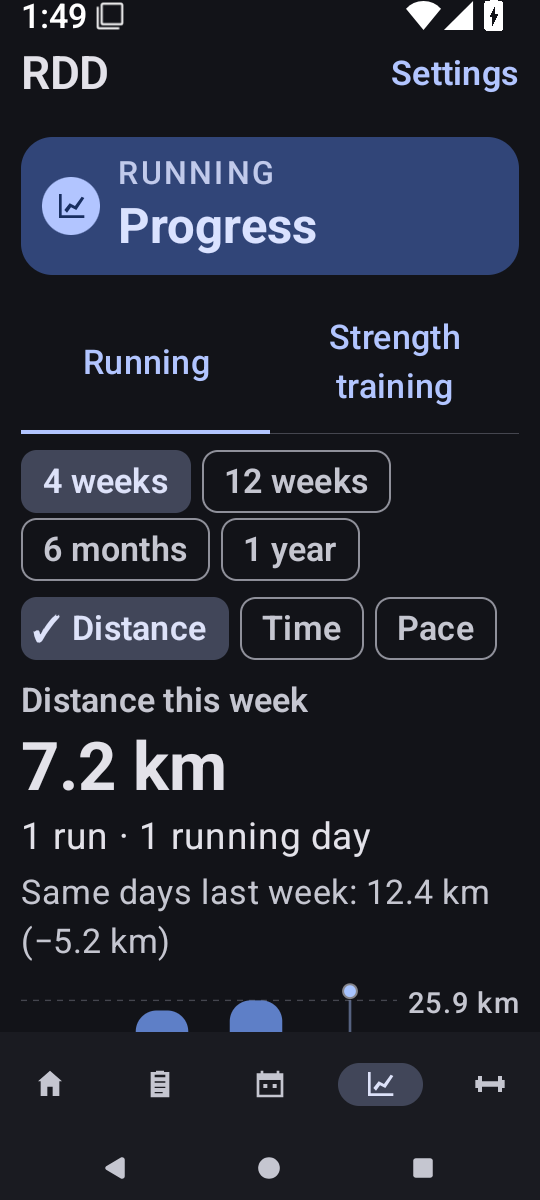 1:49
RDD
Settings
RUNNING
Progress
Running
Strength
training
4 weeks
12 weeks
6 months
1 year
✓ Distance
Time
Pace
Distance this week
7.2 km
1 run · 1 running day
Same days last week: 12.4 km
(−5.2 km)
25.9 km